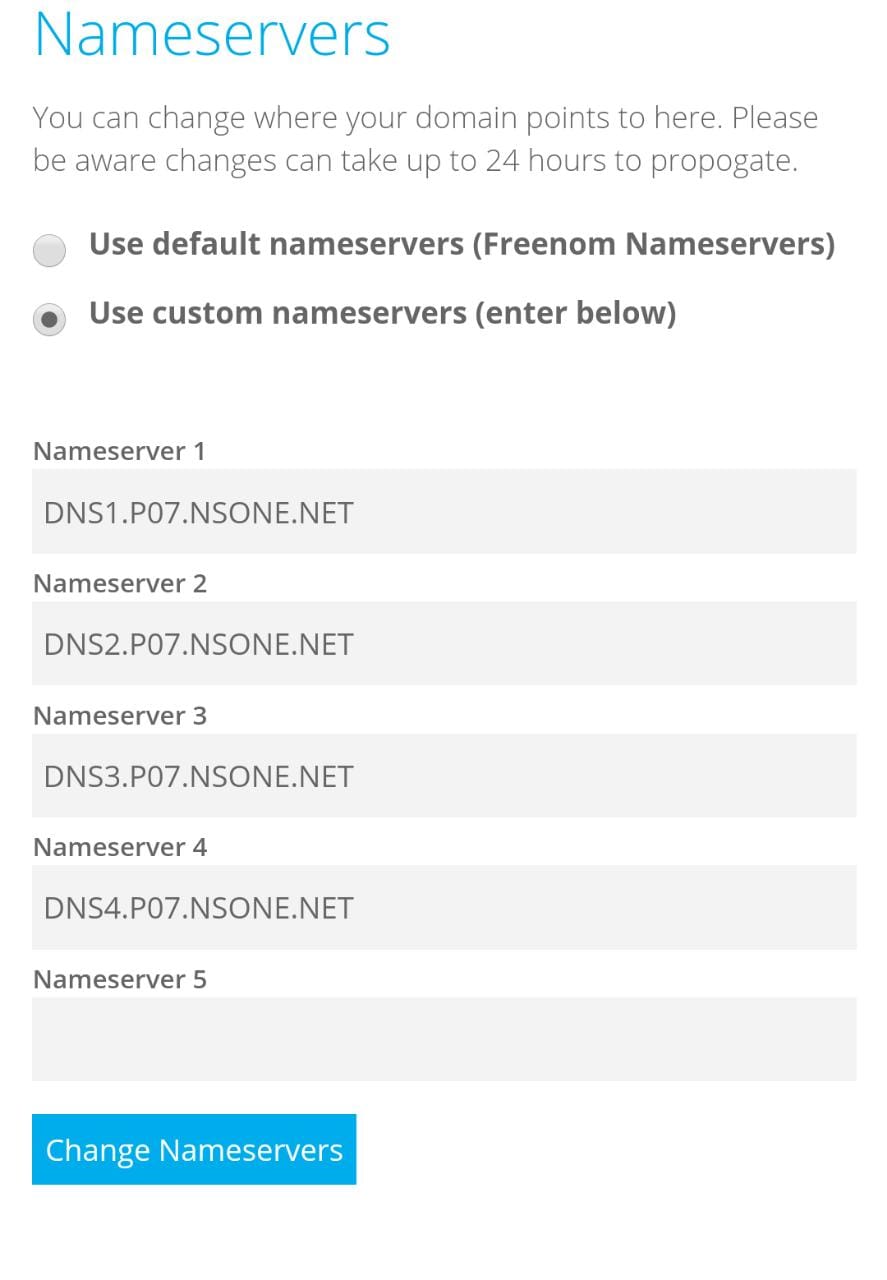 Nameservers
You can change where your domain points to here. Please
be aware changes can take up to 24 hours to propogate.
Use default nameservers (Freenom Nameservers)
Use custom nameservers (enter below)
Nameserver 1
DNS1.P07.NSONE.NET
Nameserver 2
DNS2.P07.NSONE.NET
Nameserver 3
DNS3.P07.NSONE.NET
Nameserver 4
DNS4.P07.NSONE.NET
Nameserver 5
Change Nameservers